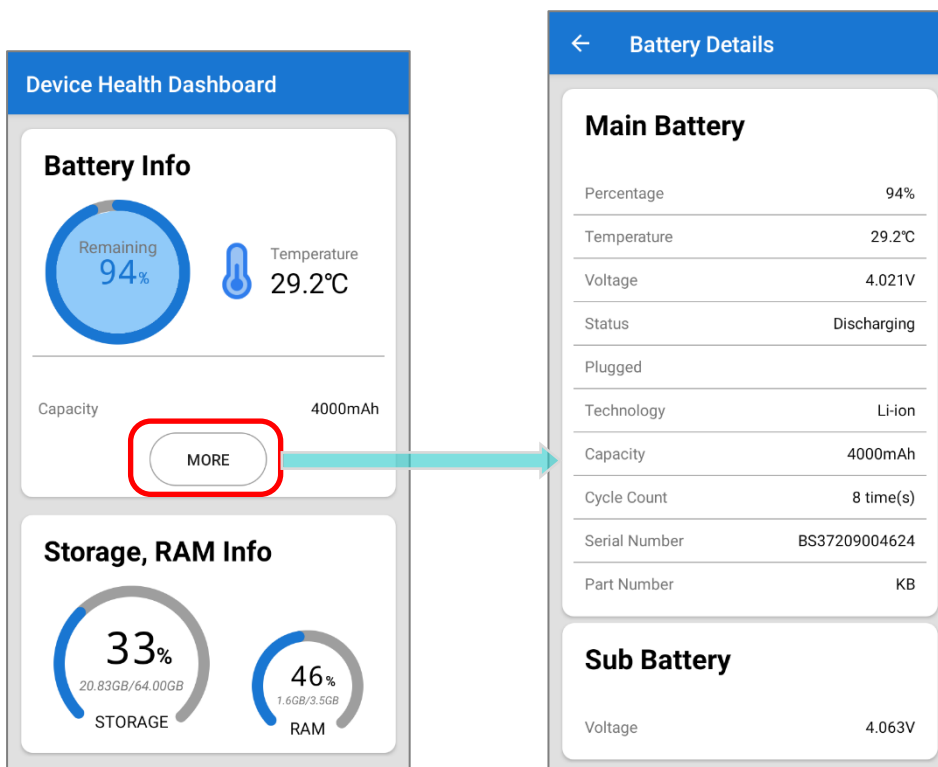 Device Health Dashboard
Battery Info
Remaining
94%
Temperature
29.2℃
Capacity 4000mAh
MORE
Storage, RAM Info
33%
20.83GB/64.00GB
STORAGE
46%
1.6GB/3.5GB
RAM
Battery Details
Main Battery
Percentage 94%
Temperature 29.2℃
Voltage 4.021V
Status Discharging
Plugged
Technology Li-ion
Capacity 4000mAh
Cycle Count 8 time(s)
Serial Number BS37209004624
Part Number KB
Sub Battery
Voltage 4.063V